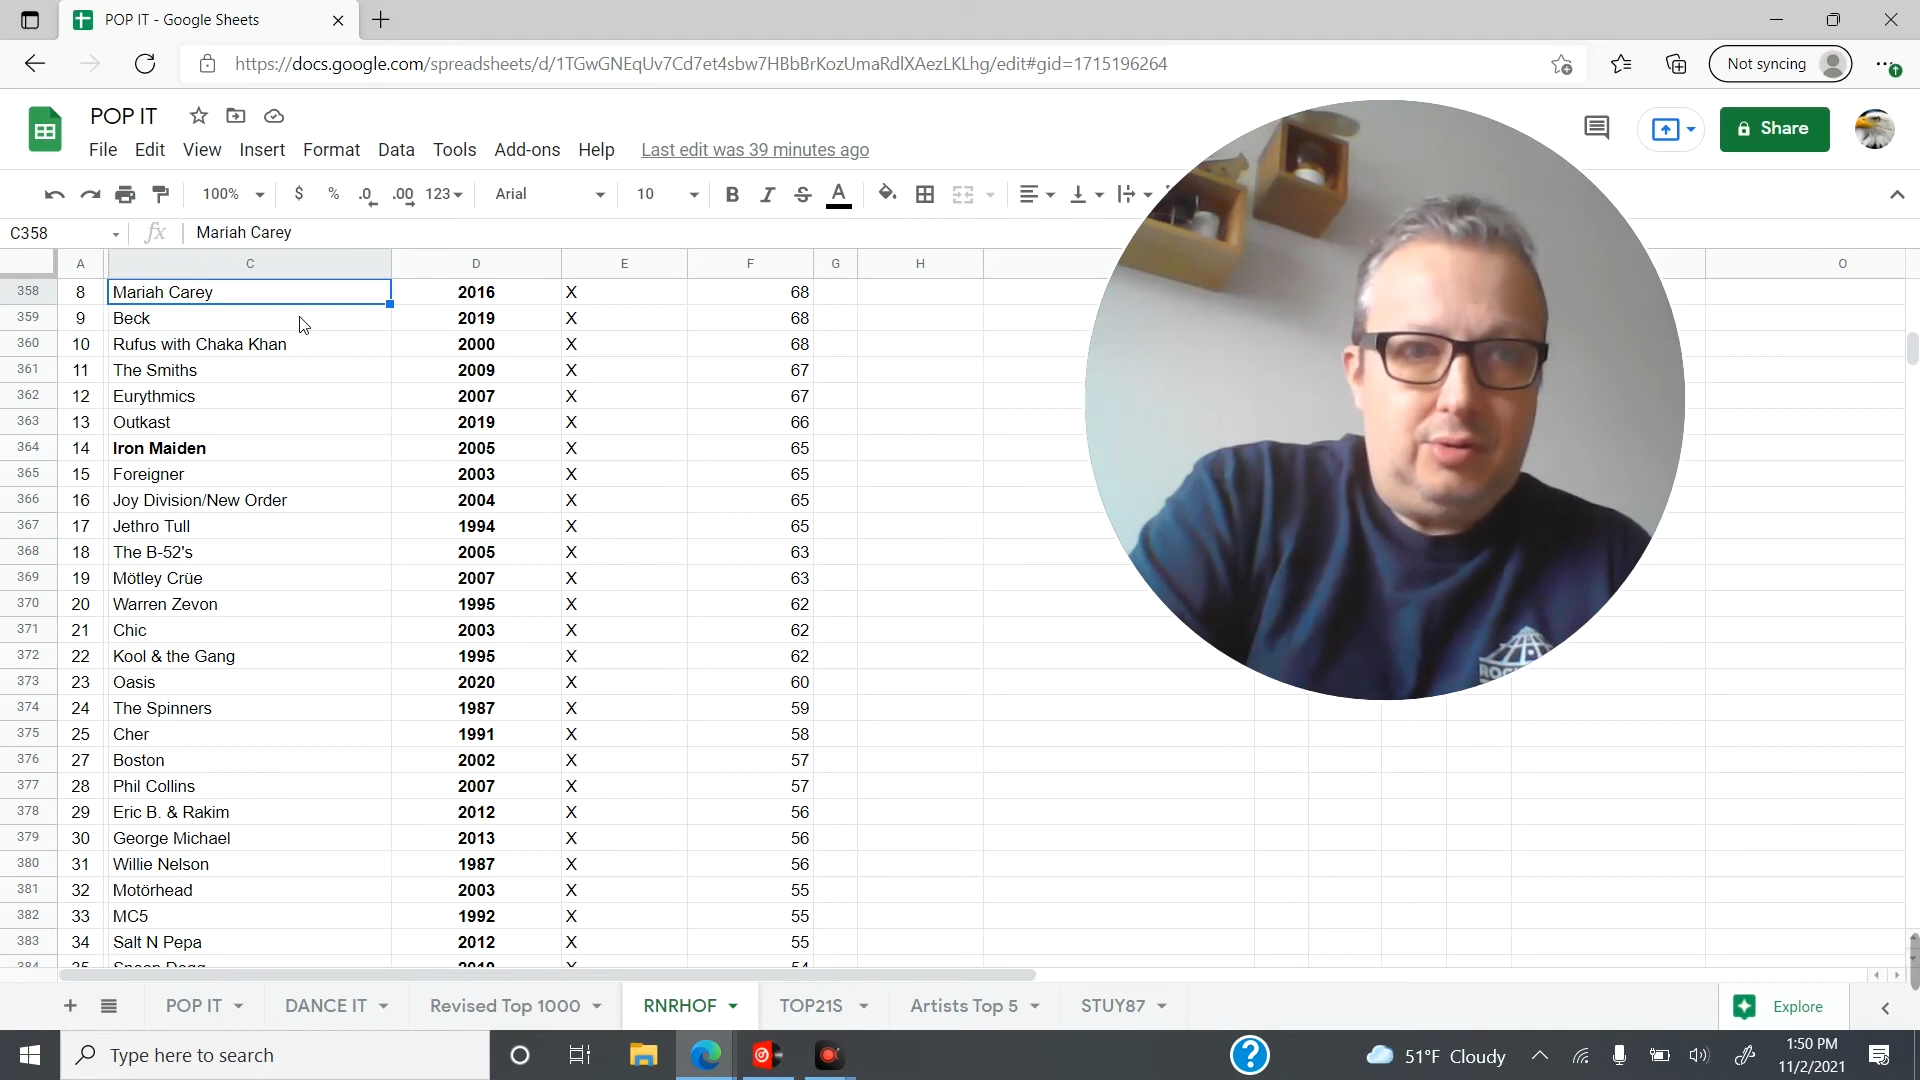 POP IT - Google Sheets
https://docs.google.com/spreadsheets/d/1TGwGNEqUv7Cd7et4sbw7HBbBrKozUmaRdlXAezLKLhg/edit#gid=1715196264
Not syncing
POP IT
File Edit View Insert Format Data Tools Add-ons Help Last edit was 39 minutes ago
Share
100% $ % .0 .00 123 Arial 10 B I S A
C358 fx Mariah Carey
A C D E F G H O
358 8 Mariah Carey 2016 X 68
359 9 Beck 2019 X 68
360 10 Rufus with Chaka Khan 2000 X 68
361 11 The Smiths 2009 X 67
362 12 Eurythmics 2007 X 67
363 13 Outkast 2019 X 66
364 14 Iron Maiden 2005 X 65
365 15 Foreigner 2003 X 65
366 16 Joy Division/New Order 2004 X 65
367 17 Jethro Tull 1994 X 65
368 18 The B-52's 2005 X 63
369 19 Mötley Crüe 2007 X 63
370 20 Warren Zevon 1995 X 62
371 21 Chic 2003 X 62
372 22 Kool & the Gang 1995 X 62
373 23 Oasis 2020 X 60
374 24 The Spinners 1987 X 59
375 25 Cher 1991 X 58
376 27 Boston 2002 X 57
377 28 Phil Collins 2007 X 57
378 29 Eric B. & Rakim 2012 X 56
379 30 George Michael 2013 X 56
380 31 Willie Nelson 1987 X 56
381 32 Motörhead 2003 X 55
382 33 MC5 1992 X 55
383 34 Salt N Pepa 2012 X 55
384 35 Snoop Dogg 2019 X 54
POP IT DANCE IT Revised Top 1000 RNRHOF TOP21S Artists Top 5 STUY87 Explore
Type here to search
51°F Cloudy
1:50 PM
11/2/2021